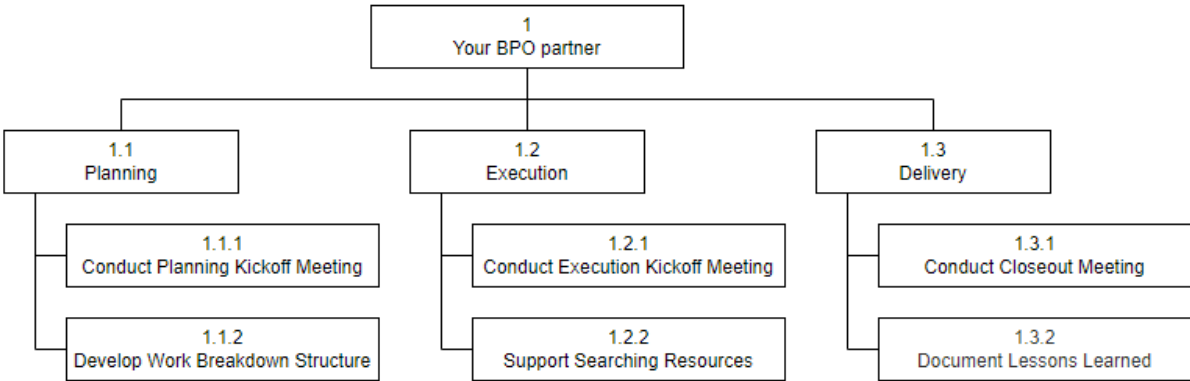 1
Your BPO partner
1.1
Planning
1.2
Execution
1.3
Delivery
1.1.1
Conduct Planning Kickoff Meeting
1.2.1
Conduct Execution Kickoff Meeting
1.3.1
Conduct Closeout Meeting
1.1.2
Develop Work Breakdown Structure
1.2.2
Support Searching Resources
1.3.2
Document Lessons Learned